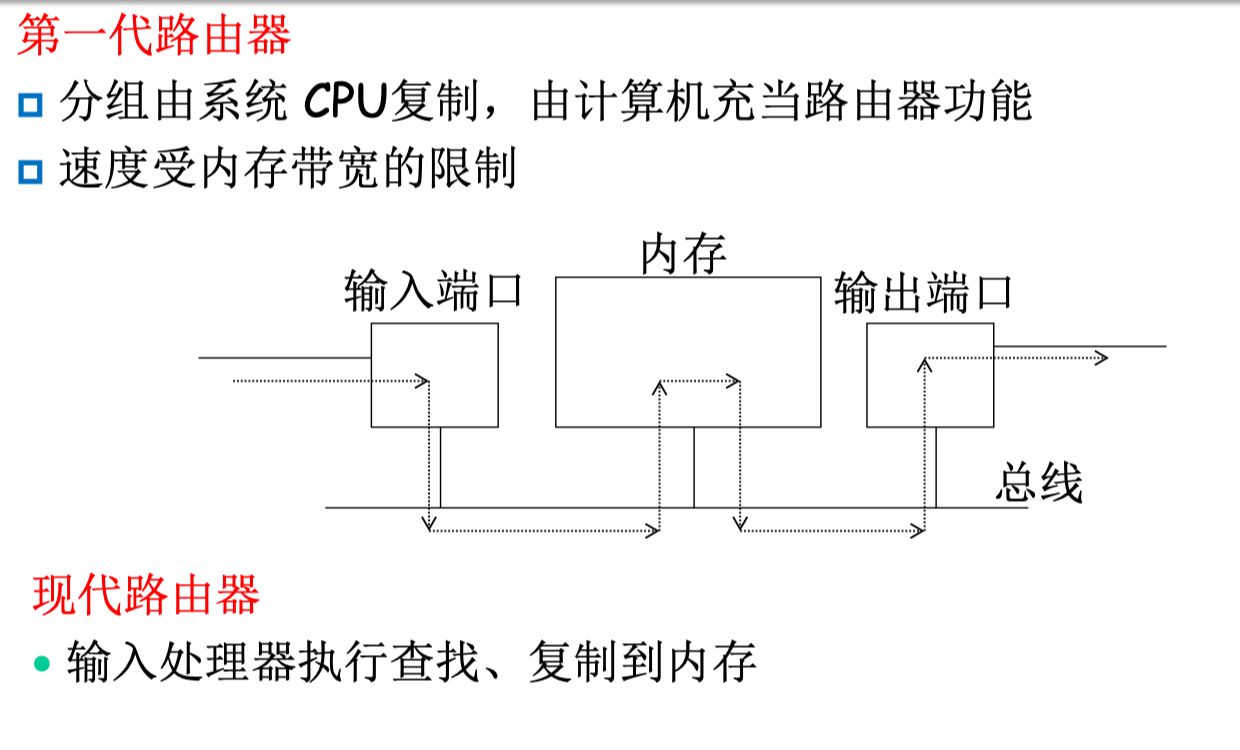 第一代路由器
分组由系统 CPU复制，由计算机充当路由器功能
速度受内存带宽的限制
内存
输入端口
输出端口
总线
现代路由器
输入处理器执行查找、复制到内存